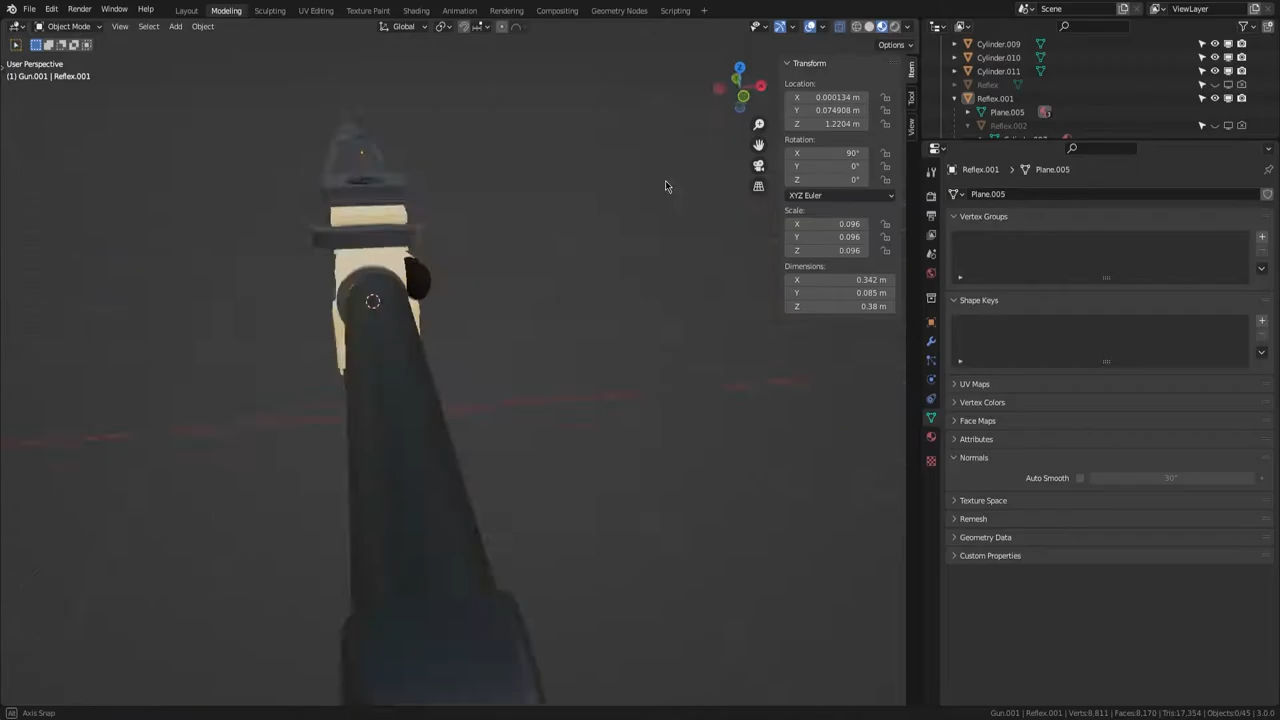 File Edit Render Window Help Layout Modeling Sculpting UV Editing Texture Paint Shading Animation Rendering Compositing Geometry Nodes Scripting + Scene ViewLayer
Object Mode View Select Add Object Global
Options
User Perspective
(1) Gun.001 | Reflex.001
Transform
Location:
X 0.000134 m
Y 0.074908 m
Z 1.2204 m
Rotation:
X 90°
Y 0°
Z 0°
XYZ Euler
Scale:
X 0.096
Y 0.096
Z 0.096
Dimensions:
X 0.342 m
Y 0.085 m
Z 0.38 m
Item
Tool
View
Cylinder.009
Cylinder.010
Cylinder.011
Reflex
Reflex.001
Plane.005
Reflex.002
Reflex.001 > Plane.005
Plane.005
Vertex Groups
Shape Keys
UV Maps
Vertex Colors
Face Maps
Attributes
Normals
Auto Smooth 30°
Texture Space
Remesh
Geometry Data
Custom Properties
Alt Axis Snap
Gun.001 | Reflex.001 | Verts:8,811 | Faces:8,170 | Tris:17,354 | Objects:0/45 | 3.0.0